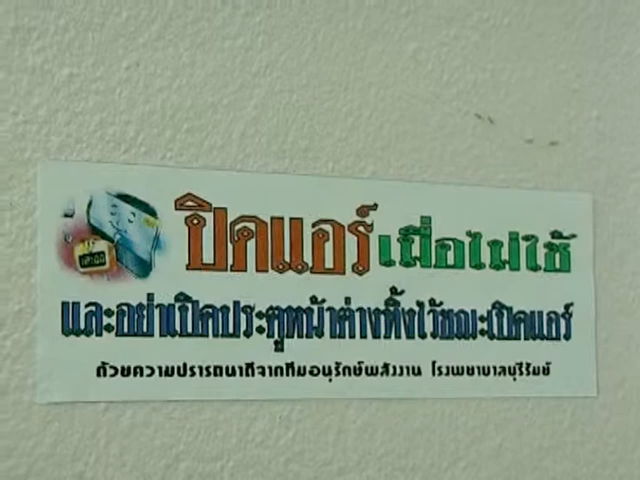 ปิดแอร์ เมื่อไม่ใช้
และอย่าเปิดประตูหน้าต่างทิ้งไว้ขณะเปิดแอร์
ด้วยความปรารถนาดีจากทีมอนุรักษ์พลังงาน โรงพยาบาลบุรีรัมย์